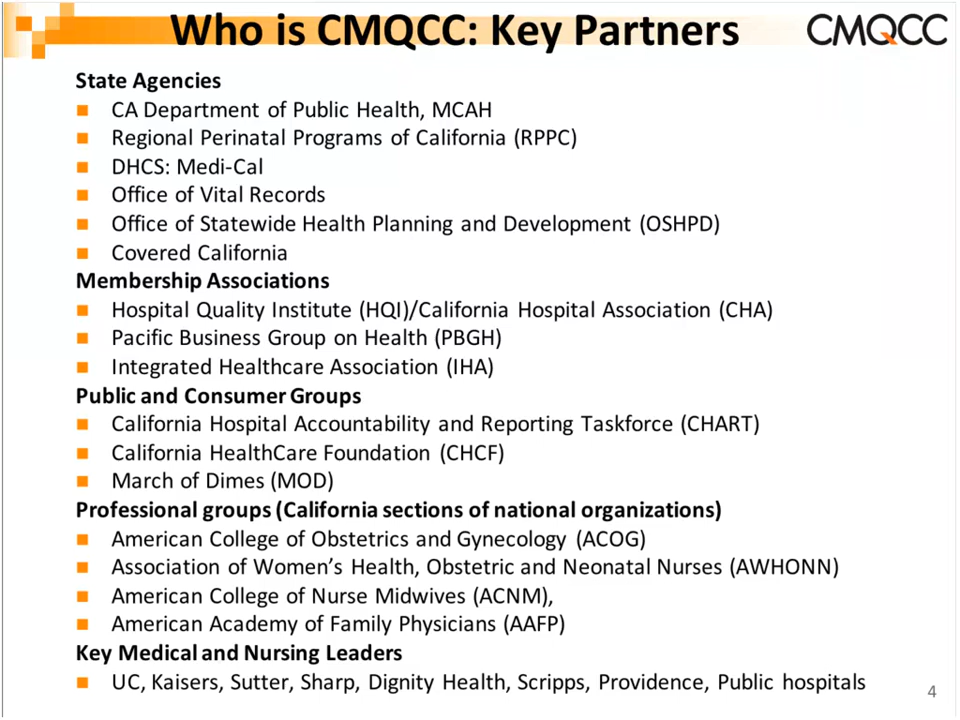 Who is CMQCC: Key Partners
CMQCC
State Agencies
CA Department of Public Health, MCAH
Regional Perinatal Programs of California (RPPC)
DHCS: Medi-Cal
Office of Vital Records
Office of Statewide Health Planning and Development (OSHPD)
Covered California
Membership Associations
Hospital Quality Institute (HQI)/California Hospital Association (CHA)
Pacific Business Group on Health (PBGH)
Integrated Healthcare Association (IHA)
Public and Consumer Groups
California Hospital Accountability and Reporting Taskforce (CHART)
California HealthCare Foundation (CHCF)
March of Dimes (MOD)
Professional groups (California sections of national organizations)
American College of Obstetrics and Gynecology (ACOG)
Association of Women’s Health, Obstetric and Neonatal Nurses (AWHONN)
American College of Nurse Midwives (ACNM),
American Academy of Family Physicians (AAFP)
Key Medical and Nursing Leaders
UC, Kaisers, Sutter, Sharp, Dignity Health, Scripps, Providence, Public hospitals
4